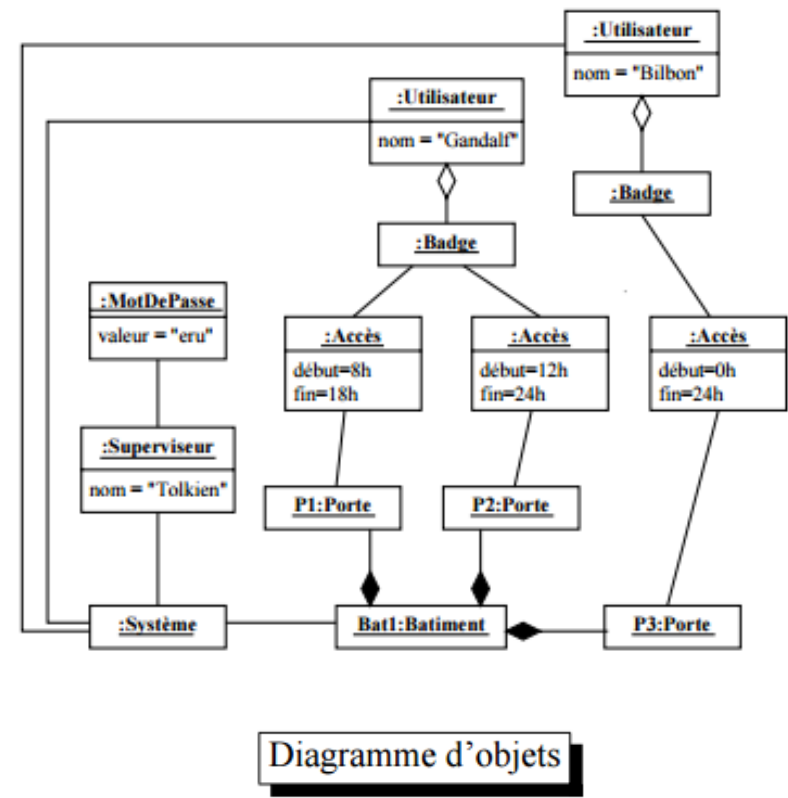 :Utilisateur
nom = "Bilbon"
:Utilisateur
nom = "Gandalf"
:Badge
:Badge
:MotDePasse
valeur = "eru"
:Accès
début=8h
fin=18h
:Accès
début=12h
fin=24h
:Accès
début=0h
fin=24h
:Superviseur
nom = "Tolkien"
P1:Porte
P2:Porte
:Système
Bat1:Batiment
P3:Porte
Diagramme d'objets